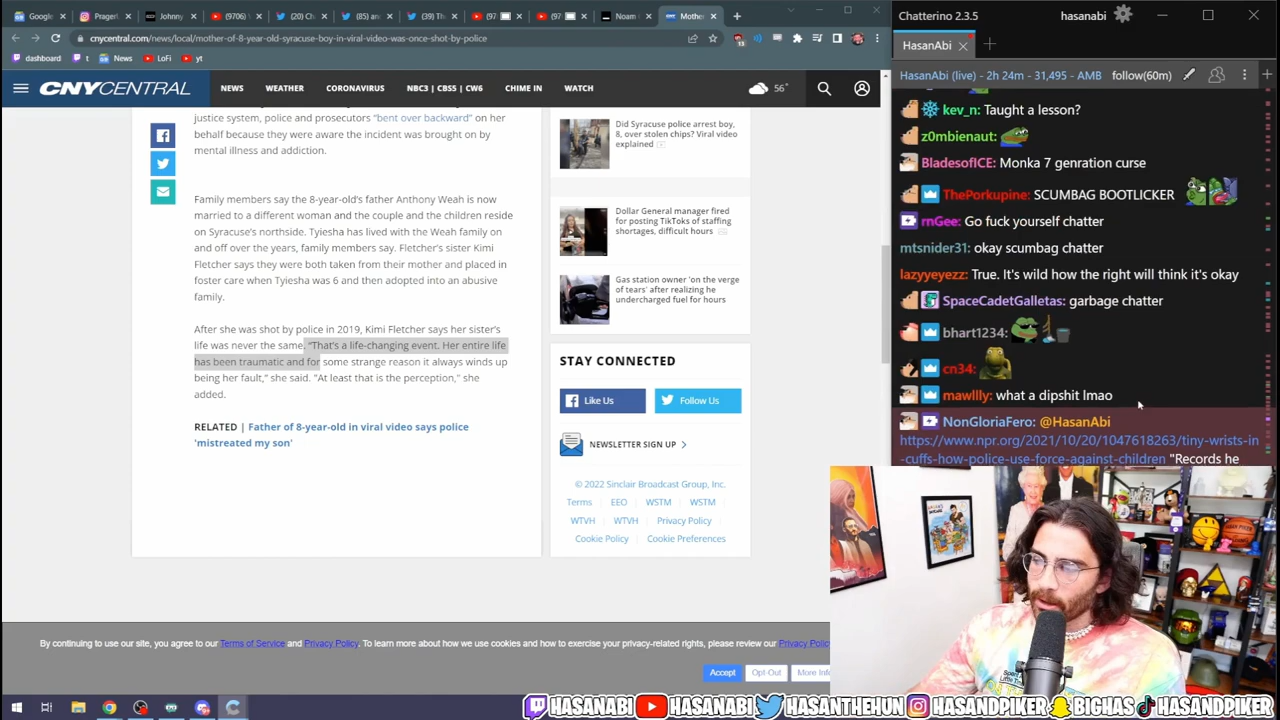 Google
Pragerl
Johnny
(9706)
(20) Ch
(85) an
(39) Th
(97
(97
Noam
Mothe
cnycentral.com/news/local/mother-of-8-year-old-syracuse-boy-in-viral-video-was-once-shot-by-police
dashboard
t
News
LoFi
yt
CNYCENTRAL
NEWS
WEATHER
CORONAVIRUS
NBC3 | CBS5 | CW6
CHIME IN
WATCH
56°
justice system, police and prosecutors “bent over backward” on her
behalf because they were aware the incident was brought on by
mental illness and addiction.
Family members say the 8-year-old's father Anthony Weah is now
married to a different woman and the couple and the children reside
on Syracuse's northside. Tyiesha has lived with the Weah family on
and off over the years, family members say. Fletcher's sister Kimi
Fletcher says they were both taken from their mother and placed in
foster care when Tyiesha was 6 and then adopted into an abusive
family.
After she was shot by police in 2019, Kimi Fletcher says her sister's
life was never the same. “That's a life-changing event. Her entire life
has been traumatic and for some strange reason it always winds up
being her fault,” she said. “At least that is the perception,” she
added.
RELATED | Father of 8-year-old in viral video says police
'mistreated my son'
Did Syracuse police arrest boy,
8, over stolen chips? Viral video
explained
Dollar General manager fired
for posting TikToks of staffing
shortages, difficult hours
Gas station owner 'on the verge
of tears' after realizing he
undercharged fuel for hours
STAY CONNECTED
Like Us
Follow Us
NEWSLETTER SIGN UP
© 2022 Sinclair Broadcast Group, Inc.
Terms EEO WSTM WSTM
WTVH WTVH Privacy Policy
Cookie Policy Cookie Preferences
By continuing to use our site, you agree to our Terms of Service and Privacy Policy. To learn more about how we use cookies and how to exercise your privacy-related rights, please review our Privacy Polic
Accept
Opt-Out
More Inf
Chatterino 2.3.5
hasanabi
HasanAbi
HasanAbi (live) - 2h 24m - 31,495 - AMB
follow(60m)
kev_n: Taught a lesson?
z0mbienaut:
BladesofICE: Monka 7 genration curse
ThePorkupine: SCUMBAG BOOTLICKER
rnGee: Go fuck yourself chatter
mtsnider31: okay scumbag chatter
lazyyeyezz: True. It's wild how the right will think it's okay
SpaceCadetGalletas: garbage chatter
bhart1234:
cn34:
mawllly: what a dipshit lmao
NonGloriaFero: @HasanAbi
https://www.npr.org/2021/10/20/1047618263/tiny-wrists-in
-cuffs-how-police-use-force-against-children "Records he
HASANABI
HASANABI
HASANTHEHUN
HASANDPIKER
BIGHAS
HASANDPIKER